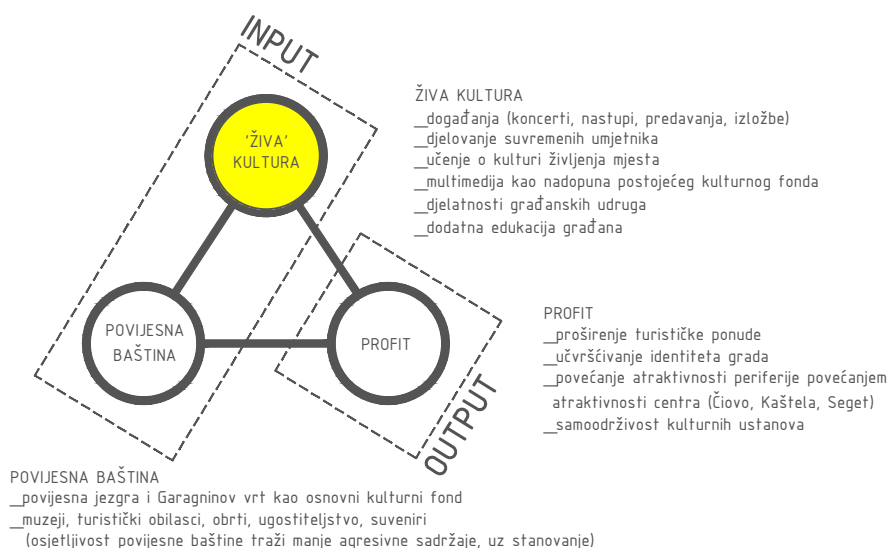 INPUT
'ŽIVA'
KULTURA
POVIJESNA
BAŠTINA
PROFIT
OUTPUT
ŽIVA KULTURA
__događanja (koncerti, nastupi, predavanja, izložbe)
__djelovanje suvremenih umjetnika
__učenje o kulturi življenja mjesta
__multimedija kao nadopuna postojećeg kulturnog fonda
__djelatnosti građanskih udruga
__dodatna edukacija građana
PROFIT
__proširenje turističke ponude
__učvršćivanje identiteta grada
__povećanje atraktivnosti periferije povećanjem
atraktivnosti centra (Čiovo, Kaštela, Seget)
__samoodrživost kulturnih ustanova
POVIJESNA BAŠTINA
__povijesna jezgra i Garagninov vrt kao osnovni kulturni fond
__muzeji, turistički obilasci, obrti, ugostiteljstvo, suveniri
(osjetljivost povijesne baštine traži manje agresivne sadržaje, uz stanovanje)